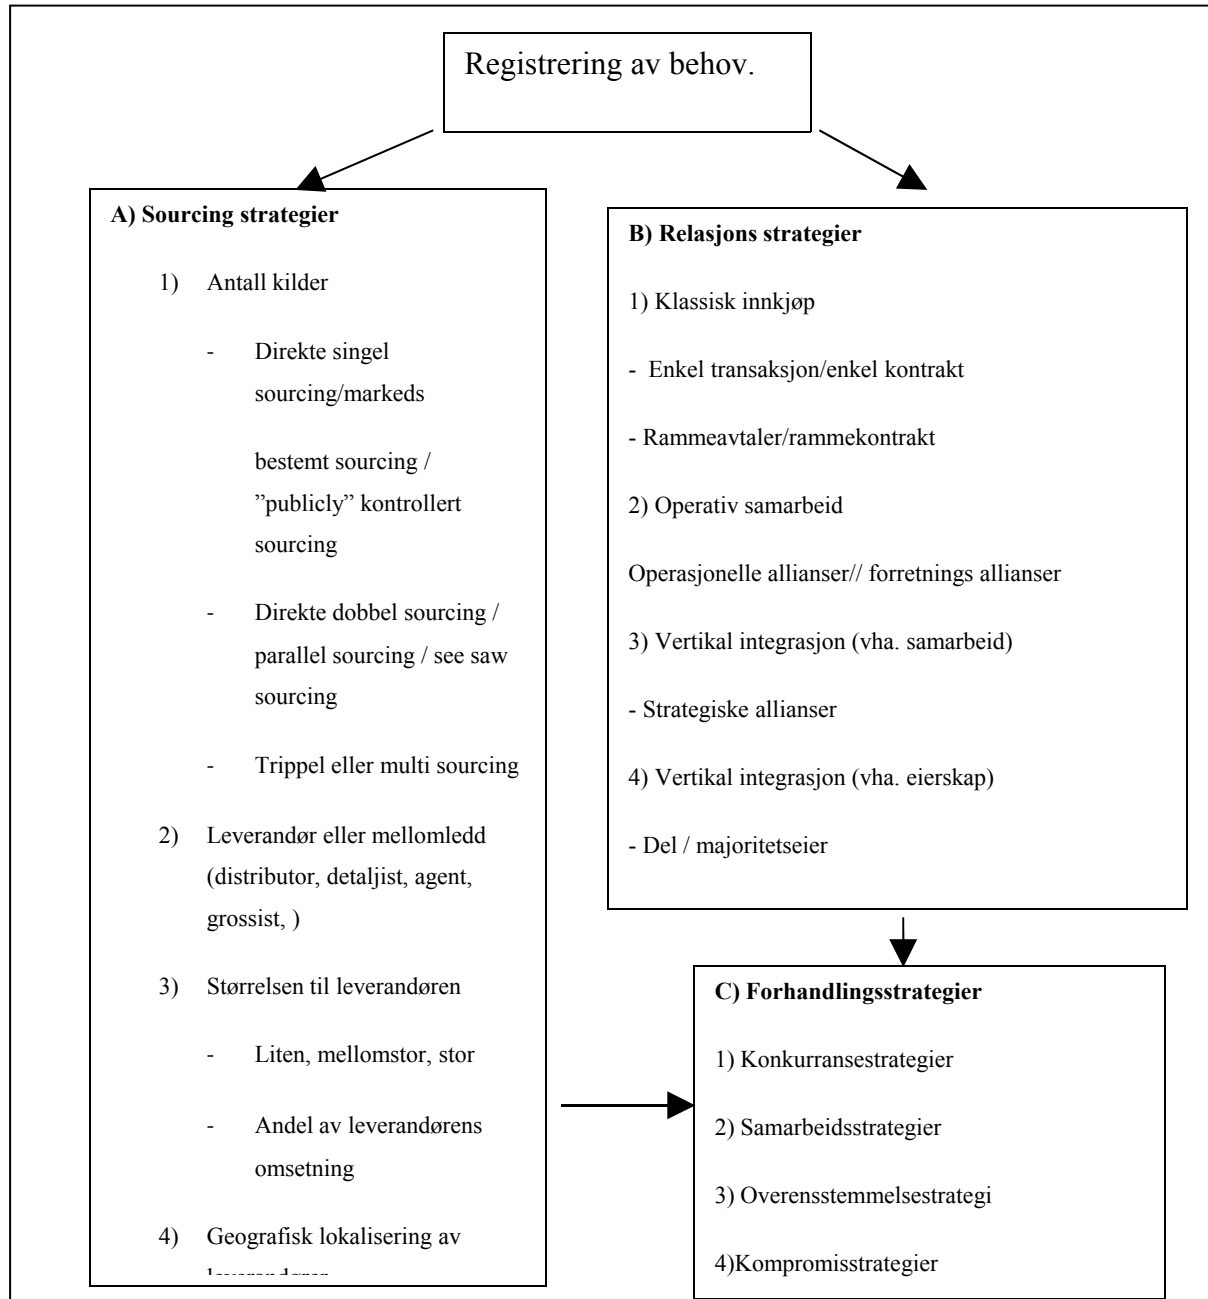 Registrering av behov.
A) Sourcing strategier
1) Antall kilder
- Direkte singel
sourcing/markeds
bestemt sourcing /
”publicly” kontrollert
sourcing
- Direkte dobbel sourcing /
parallel sourcing / see saw
sourcing
- Trippel eller multi sourcing
2) Leverandør eller mellomledd
(distributor, detaljist, agent,
grossist, )
3) Størrelsen til leverandøren
- Liten, mellomstor, stor
- Andel av leverandørens
omsetning
4) Geografisk lokalisering av
B) Relasjons strategier
1) Klassisk innkjøp
- Enkel transaksjon/enkel kontrakt
- Rammeavtaler/rammekontrakt
2) Operativ samarbeid
Operasjonelle allianser// forretnings allianser
3) Vertikal integrasjon (vha. samarbeid)
- Strategiske allianser
4) Vertikal integrasjon (vha. eierskap)
- Del / majoritetseier
C) Forhandlingsstrategier
1) Konkurransestrategier
2) Samarbeidsstrategier
3) Overensstemmelsestrategi
4)Kompromisstrategier